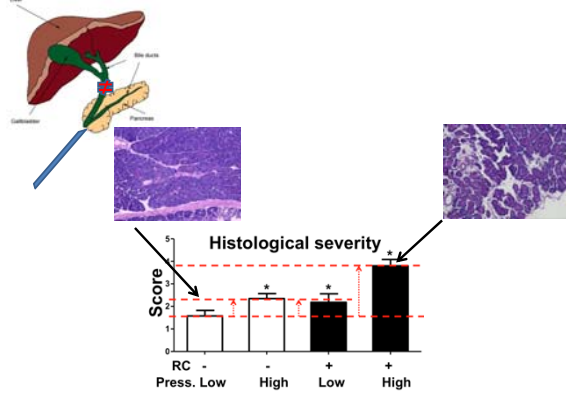 Liver
Bile ducts
Gallbladder
Pancreas
Histological severity
Score
5
4
3
2
1
0
* * *
RC - - + +
Press. Low High Low High